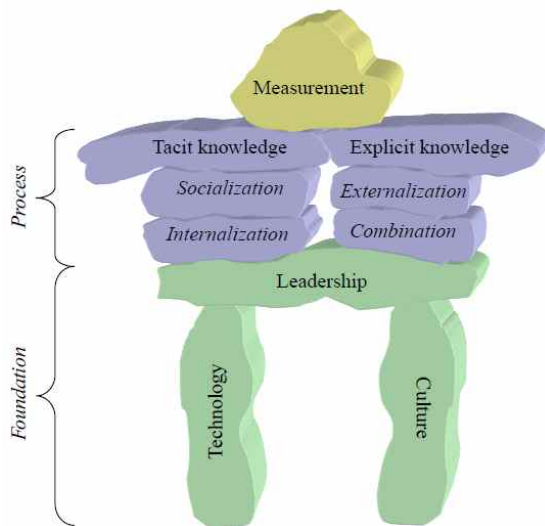 Measurement
Tacit knowledge
Explicit knowledge
Socialization
Externalization
Internalization
Combination
Process
Leadership
Technology
Culture
Foundation